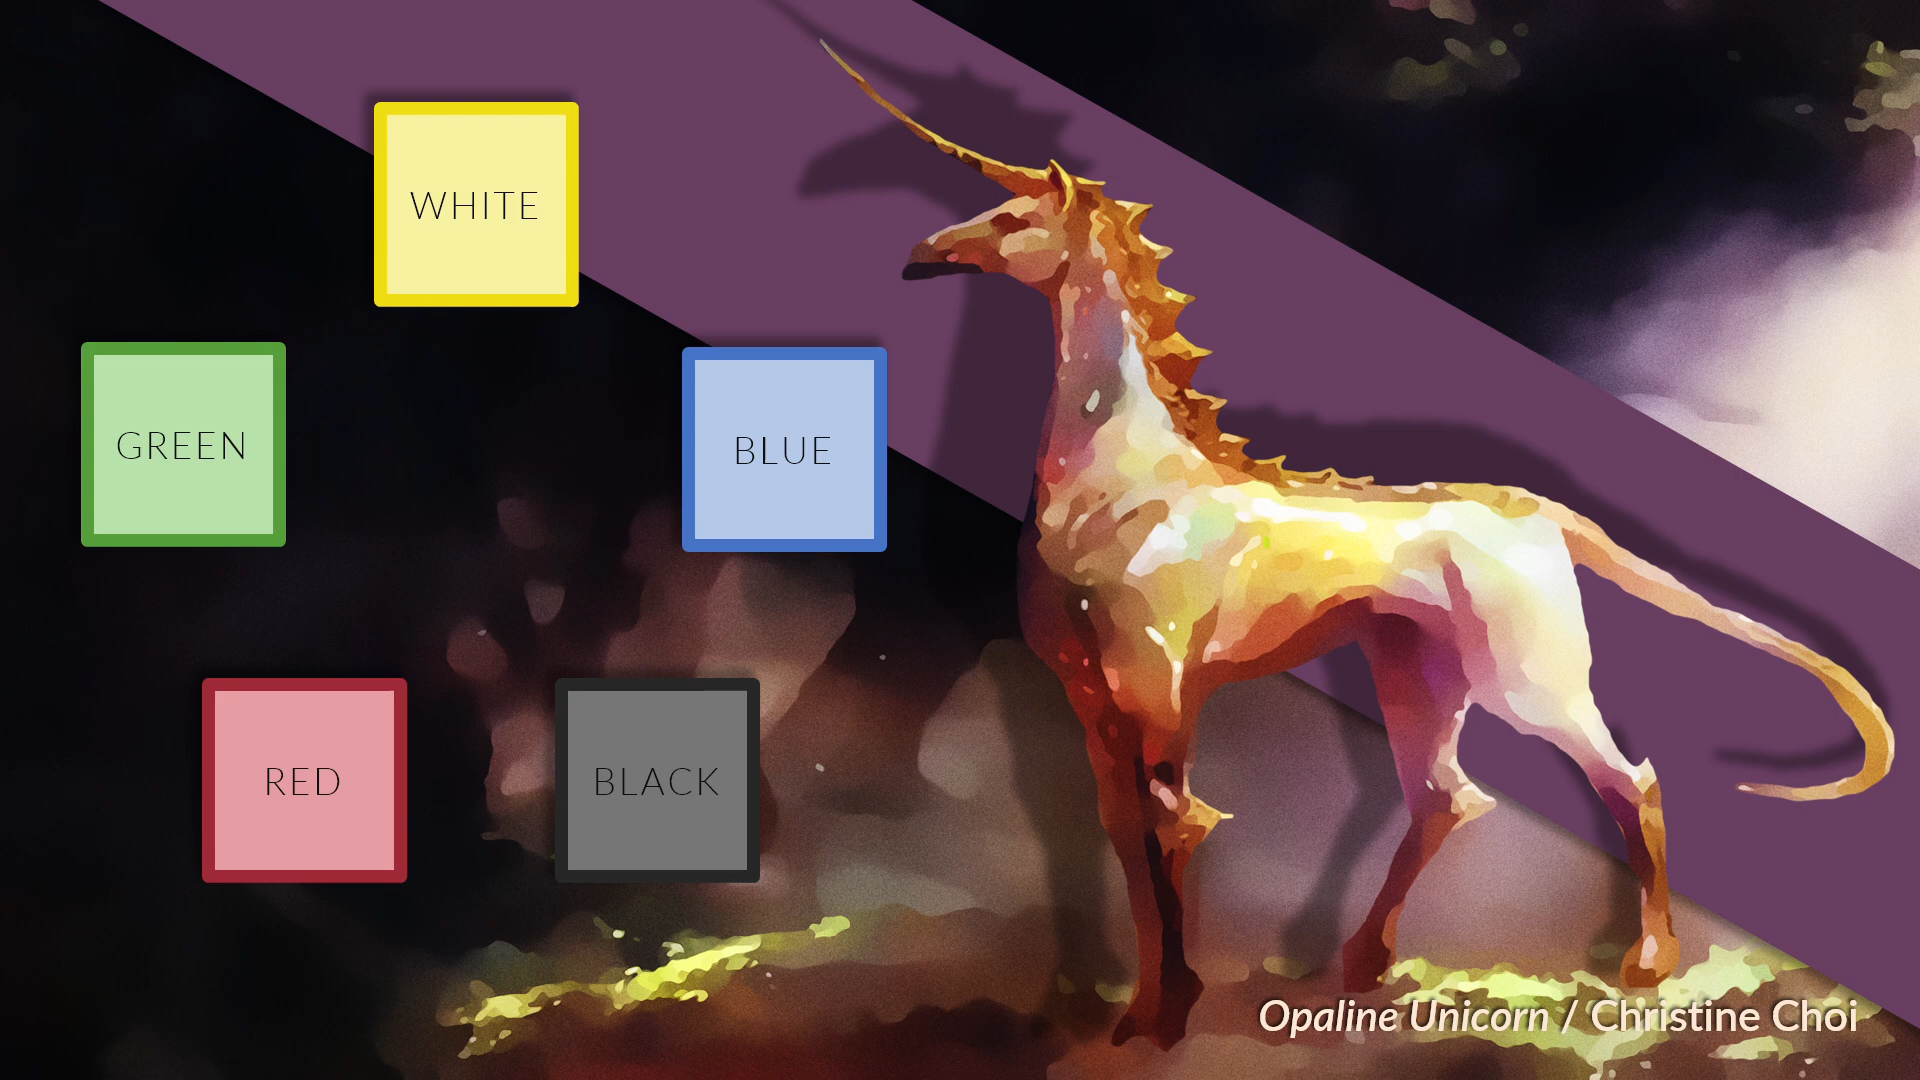 WHITE
GREEN
BLUE
RED
BLACK
Opaline Unicorn / Christine Choi